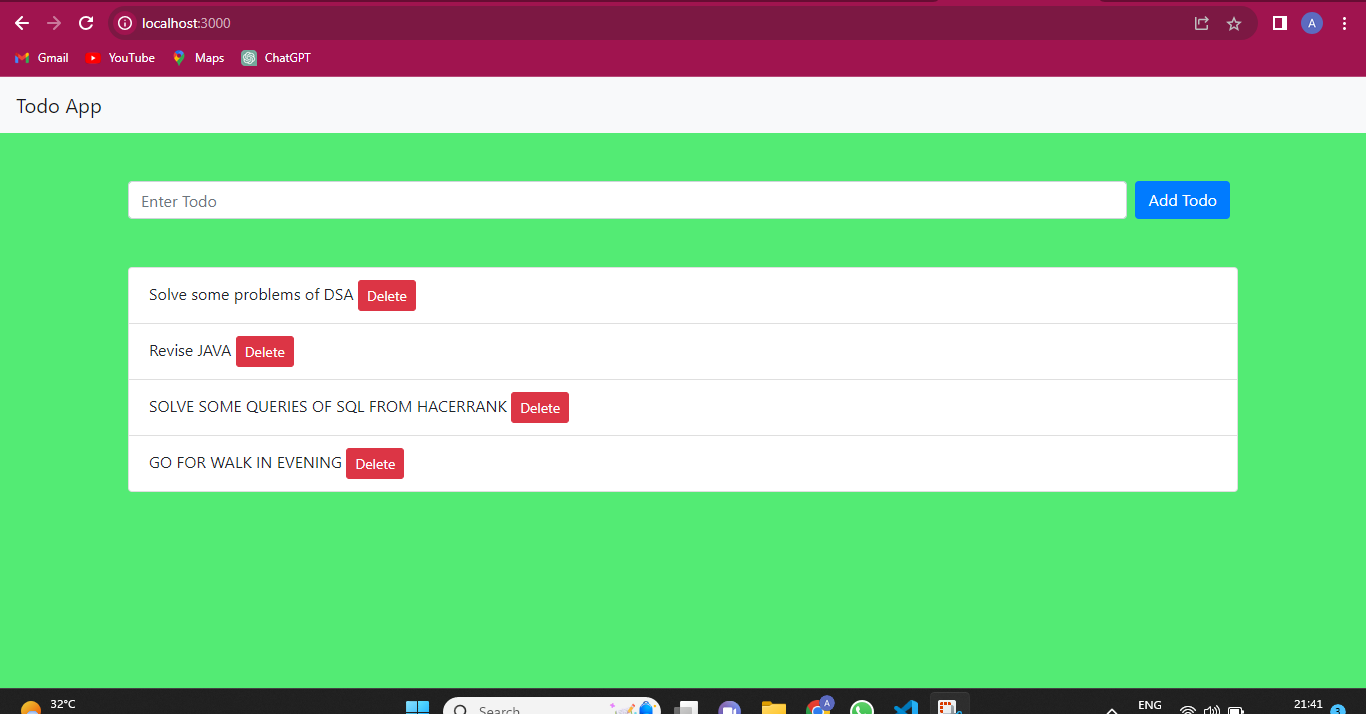 localhost:3000
A
Gmail YouTube Maps ChatGPT
Todo App
Enter Todo Add Todo
Solve some problems of DSA Delete
Revise JAVA Delete
SOLVE SOME QUERIES OF SQL FROM HACERRANK Delete
GO FOR WALK IN EVENING Delete
32°C Search A ENG 21:41 3